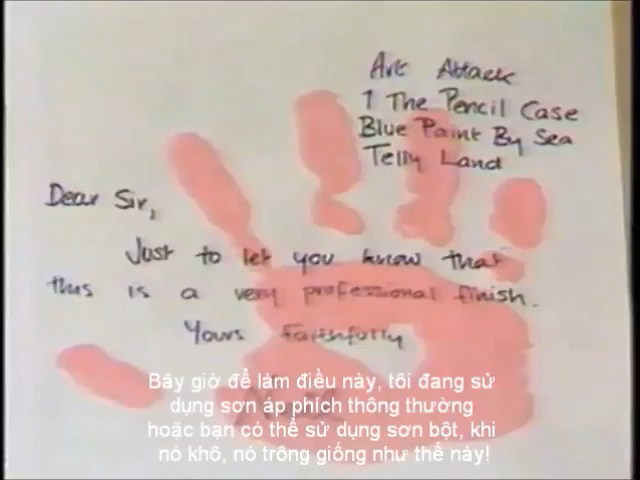 Art Attack
1 The Pencil Case
Blue Paint By Sea
Telly Land
Dear Sir,
Just to let you know that
this is a very professional finish.
Yours Faithfully
Bây giờ để làm điều này, tôi đang sử
dụng sơn áp phích thông thường
hoặc bạn có thể sử dụng sơn bột, khi
nó khô, nó trông giống như thế này!